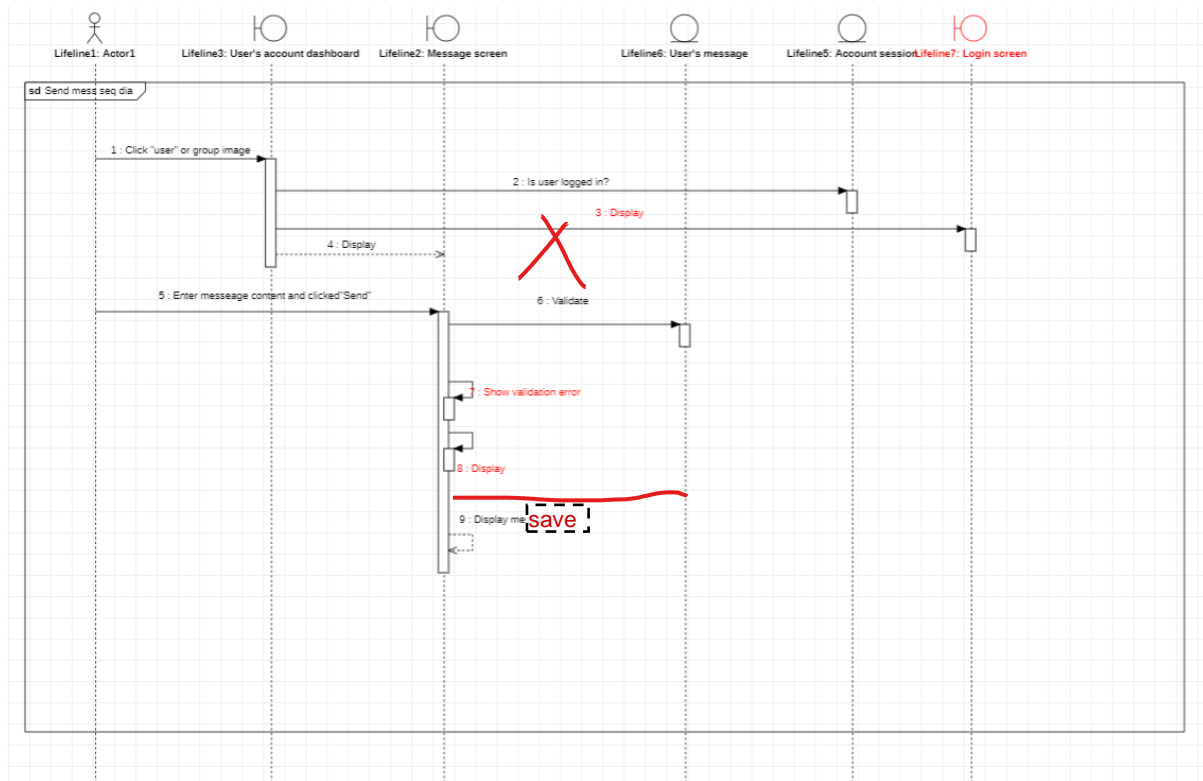 Lifeline1: Actor1
Lifeline3: User's account dashboard
Lifeline2: Message screen
Lifeline6: User's message
Lifeline5: Account session
Lifeline7: Login screen
sd Send mess seq dia
1 : Click "user" or group image
2 : Is user logged in?
3 : Display
4 : Display
5 : Enter messeage content and clicked"Send"
6 : Validate
7 : Show validation error
8 : Display
9 : Display me
save